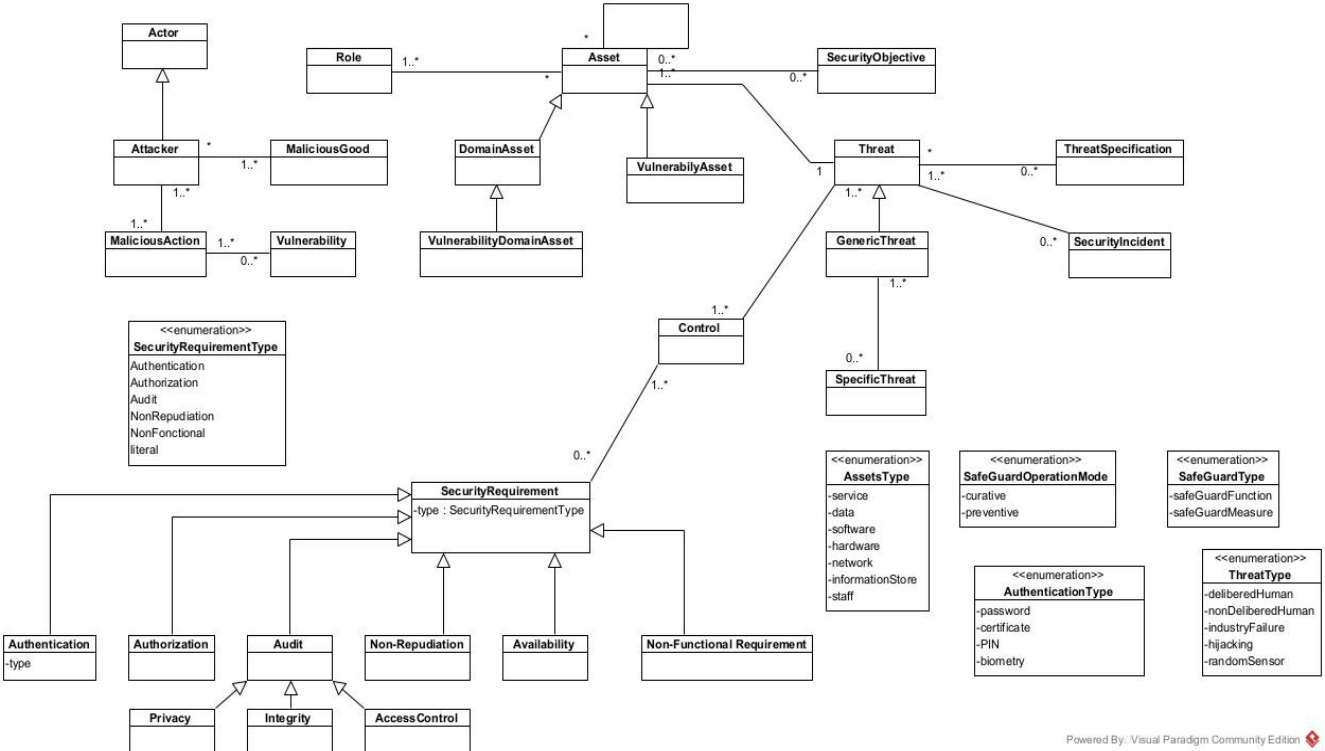 Actor
Role
1..*
*
*
Asset
0..*
1..*
0..*
SecurityObjective
Attacker
*
1..*
MaliciousGood
DomainAsset
VulnerabilyAsset
1
Threat
*
1..*
0..*
ThreatSpecification
1..*
1..*
1..*
MaliciousAction
1..*
0..*
Vulnerability
VulnerabilityDomainAsset
GenericThreat
0..*
SecurityIncident
1..*
1..*
Control
<<enumeration>>
SecurityRequirementType
Authentication
Authorization
Audit
NonRepudiation
NonFonctional
literal
0..*
SpecificThreat
1..*
0..*
SecurityRequirement
-type : SecurityRequirementType
<<enumeration>>
AssetsType
-service
-data
-software
-hardware
-network
-informationStore
-staff
<<enumeration>>
SafeGuardOperationMode
-curative
-preventive
<<enumeration>>
SafeGuardType
-safeGuardFunction
-safeGuardMeasure
<<enumeration>>
AuthenticationType
-password
-certificate
-PIN
-biometry
<<enumeration>>
ThreatType
-deliberedHuman
-nonDeliberedHuman
-industryFailure
-hijacking
-randomSensor
Authentication
-type
Authorization
Audit
Non-Repudiation
Availability
Non-Functional Requirement
Privacy
Integrity
AccessControl
Powered By Visual Paradigm Community Edition